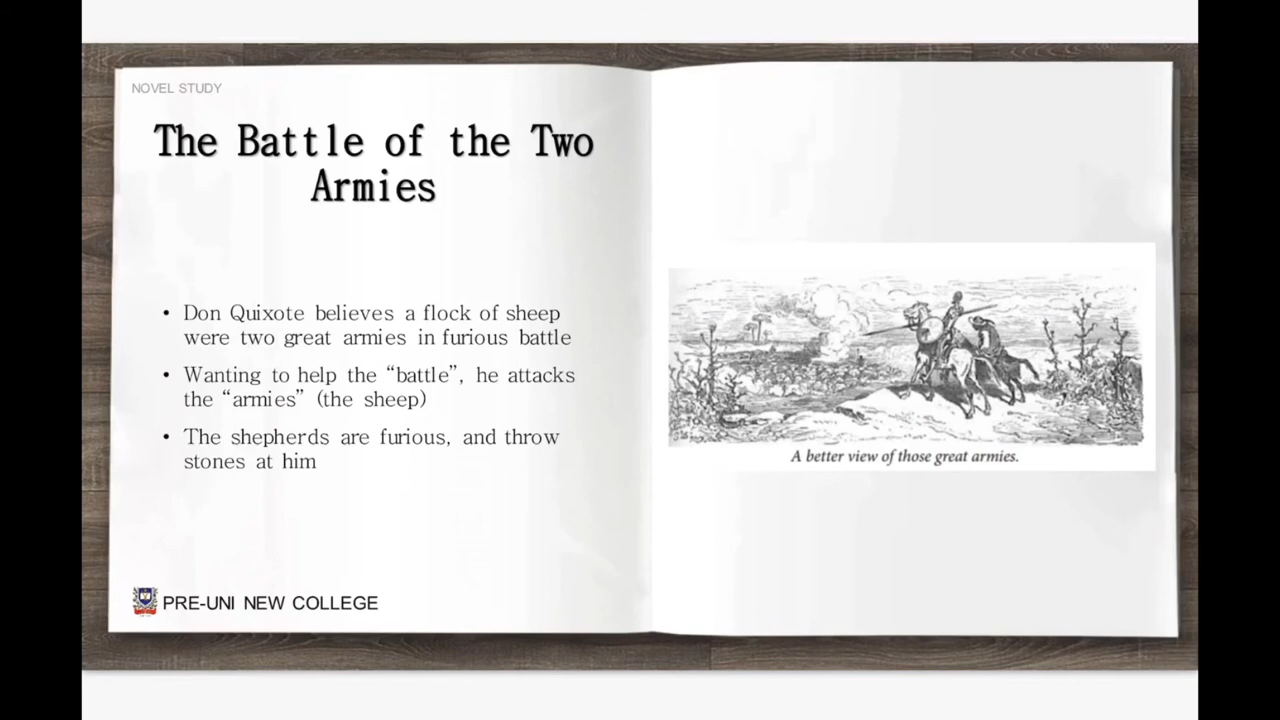 NOVEL STUDY
The Battle of the Two
Armies
• Don Quixote believes a flock of sheep
were two great armies in furious battle
• Wanting to help the “battle”, he attacks
the “armies” (the sheep)
• The shepherds are furious, and throw
stones at him
A better view of those great armies.
PRE-UNI NEW COLLEGE